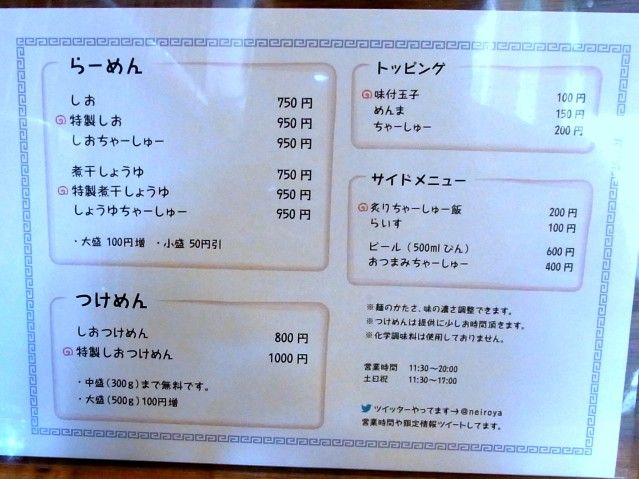 らーめん
しお 750円
特製しお 950円
しおちゃーしゅー 950円
煮干しょうゆ 750円
特製煮干しょうゆ 950円
しょうゆちゃーしゅー 950円
・大盛 100円増 ・小盛 50円引
つけめん
しおつけめん 800円
特製しおつけめん 1000円
・中盛(300g)まで無料です。
・大盛(500g)100円増
トッピング
味付玉子 100円
めんま 150円
ちゃーしゅー 200円
サイドメニュー
炙りちゃーしゅー飯 200円
らいす 100円
ビール(500mlびん) 600円
おつまみちゃーしゅー 400円
※麺のかたさ、味の濃さ調整できます。
※つけめんは提供に少しお時間頂きます。
※化学調味料は使用しておりません。
営業時間 11:30～20:00
土日祝 11:30～17:00
ツイッターやってます→@neiroya
営業時間や限定情報ツイートしてます。